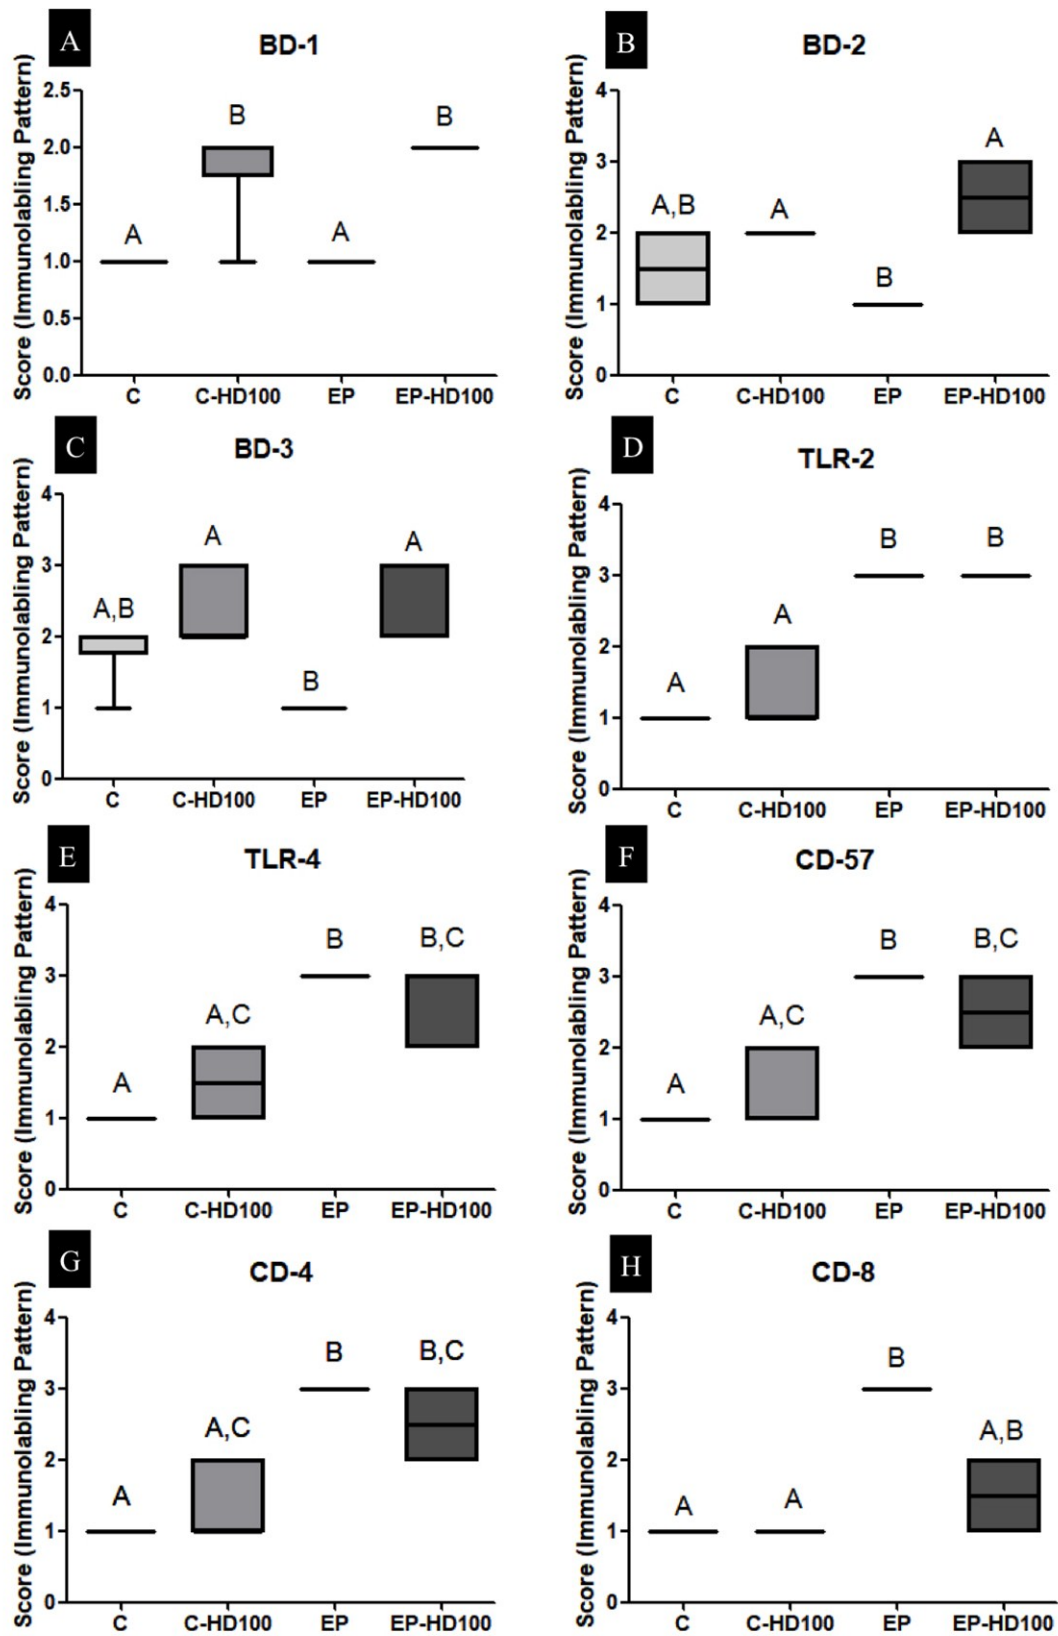 A
BD-1
Score (Immunolabling Pattern)
2.5
2.0
1.5
1.0
0.5
0.0
A
B
A
B
C C-HD100 EP EP-HD100
B
BD-2
Score (Immunolabling Pattern)
4
3
2
1
0
A,B
A
B
A
C C-HD100 EP EP-HD100
C
BD-3
Score (Immunolabling Pattern)
4
3
2
1
0
A,B
A
B
A
C C-HD100 EP EP-HD100
D
TLR-2
Score (Immunolabling Pattern)
4
3
2
1
0
A
A
B
B
C C-HD100 EP EP-HD100
E
TLR-4
Score (Immunolabling Pattern)
4
3
2
1
0
A
A,C
B
B,C
C C-HD100 EP EP-HD100
F
CD-57
Score (Immunolabling Pattern)
4
3
2
1
0
A
A,C
B
B,C
C C-HD100 EP EP-HD100
G
CD-4
Score (Immunolabling Pattern)
4
3
2
1
0
A
A,C
B
B,C
C C-HD100 EP EP-HD100
H
CD-8
Score (Immunolabling Pattern)
4
3
2
1
0
A
A
B
A,B
C C-HD100 EP EP-HD100